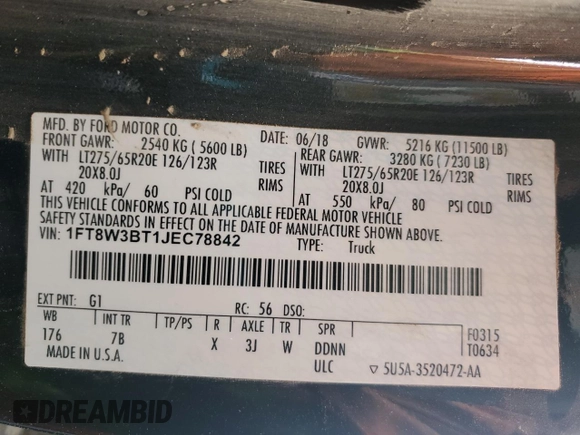 MFD. BY FORD MOTOR CO.
DATE: 06/18 GVWR: 5216 KG (11500 LB)
FRONT GAWR: 2540 KG ( 5600 LB) REAR GAWR: 3280 KG ( 7230 LB)
WITH LT275/65R20E 126/123R TIRES WITH LT275/65R20E 126/123R TIRES
20X8.0J RIMS 20X8.0J RIMS
AT 420 kPa/ 60 PSI COLD AT 550 kPa/ 80 PSI COLD
THIS VEHICLE CONFORMS TO ALL APPLICABLE FEDERAL MOTOR VEHICLE
SAFETY STANDARDS IN EFFECT ON THE DATE OF MANUFACTURE SHOWN ABOVE.
VIN: 1FT8W3BT1JEC78842 TYPE: Truck
EXT PNT: G1 RC: 56 DSO:
WB INT TR TP/PS R AXLE TR SPR F0315
176 7B X 3J W DDNN T0634
MADE IN U.S.A. ULC ▽ 5U5A-3520472-AA
DREAMBID